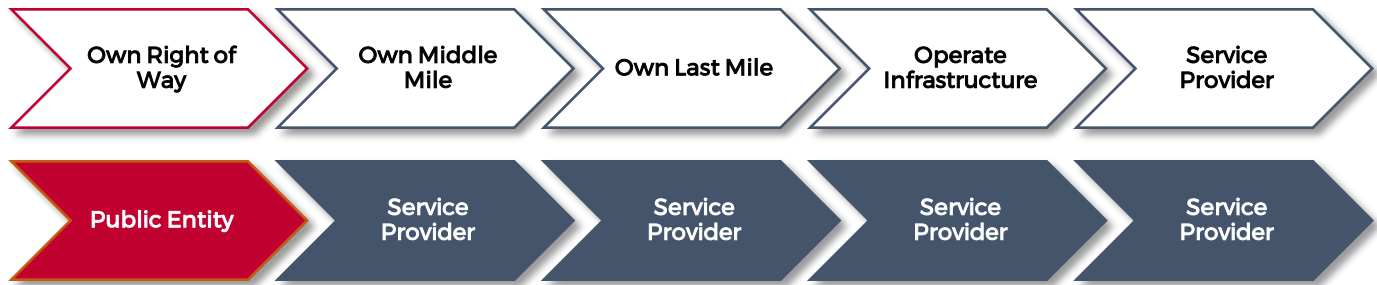 Own Right of
Way
Own Middle
Mile
Own Last Mile
Operate
Infrastructure
Service
Provider
Public Entity
Service
Provider
Service
Provider
Service
Provider
Service
Provider